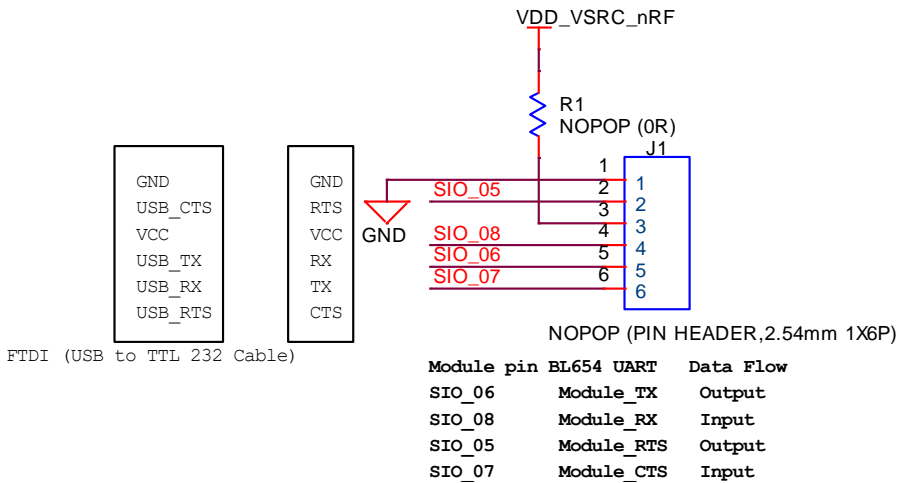 VDD_VSRC_nRF
R1
NOPOP (0R)
J1
1
2
3
4
5
6
1
2
3
4
5
6
SIO_05
SIO_08
SIO_06
SIO_07
GND
GND
USB_CTS
VCC
USB_TX
USB_RX
USB_RTS
GND
RTS
VCC
RX
TX
CTS
FTDI (USB to TTL 232 Cable)
NOPOP (PIN HEADER,2.54mm 1X6P)
Module pin BL654 UART Data Flow
SIO_06 Module_TX Output
SIO_08 Module_RX Input
SIO_05 Module_RTS Output
SIO_07 Module_CTS Input